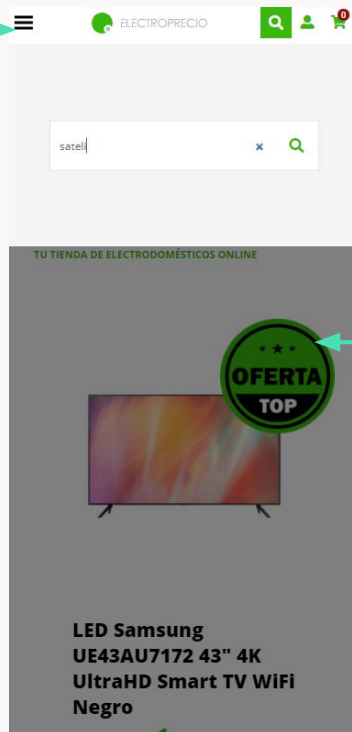 ELECTROPRECIO
0
sateli
TU TIENDA DE ELECTRODOMÉSTICOS ONLINE
OFERTA
TOP
LED Samsung
UE43AU7172 43" 4K
UltraHD Smart TV WiFi
Negro